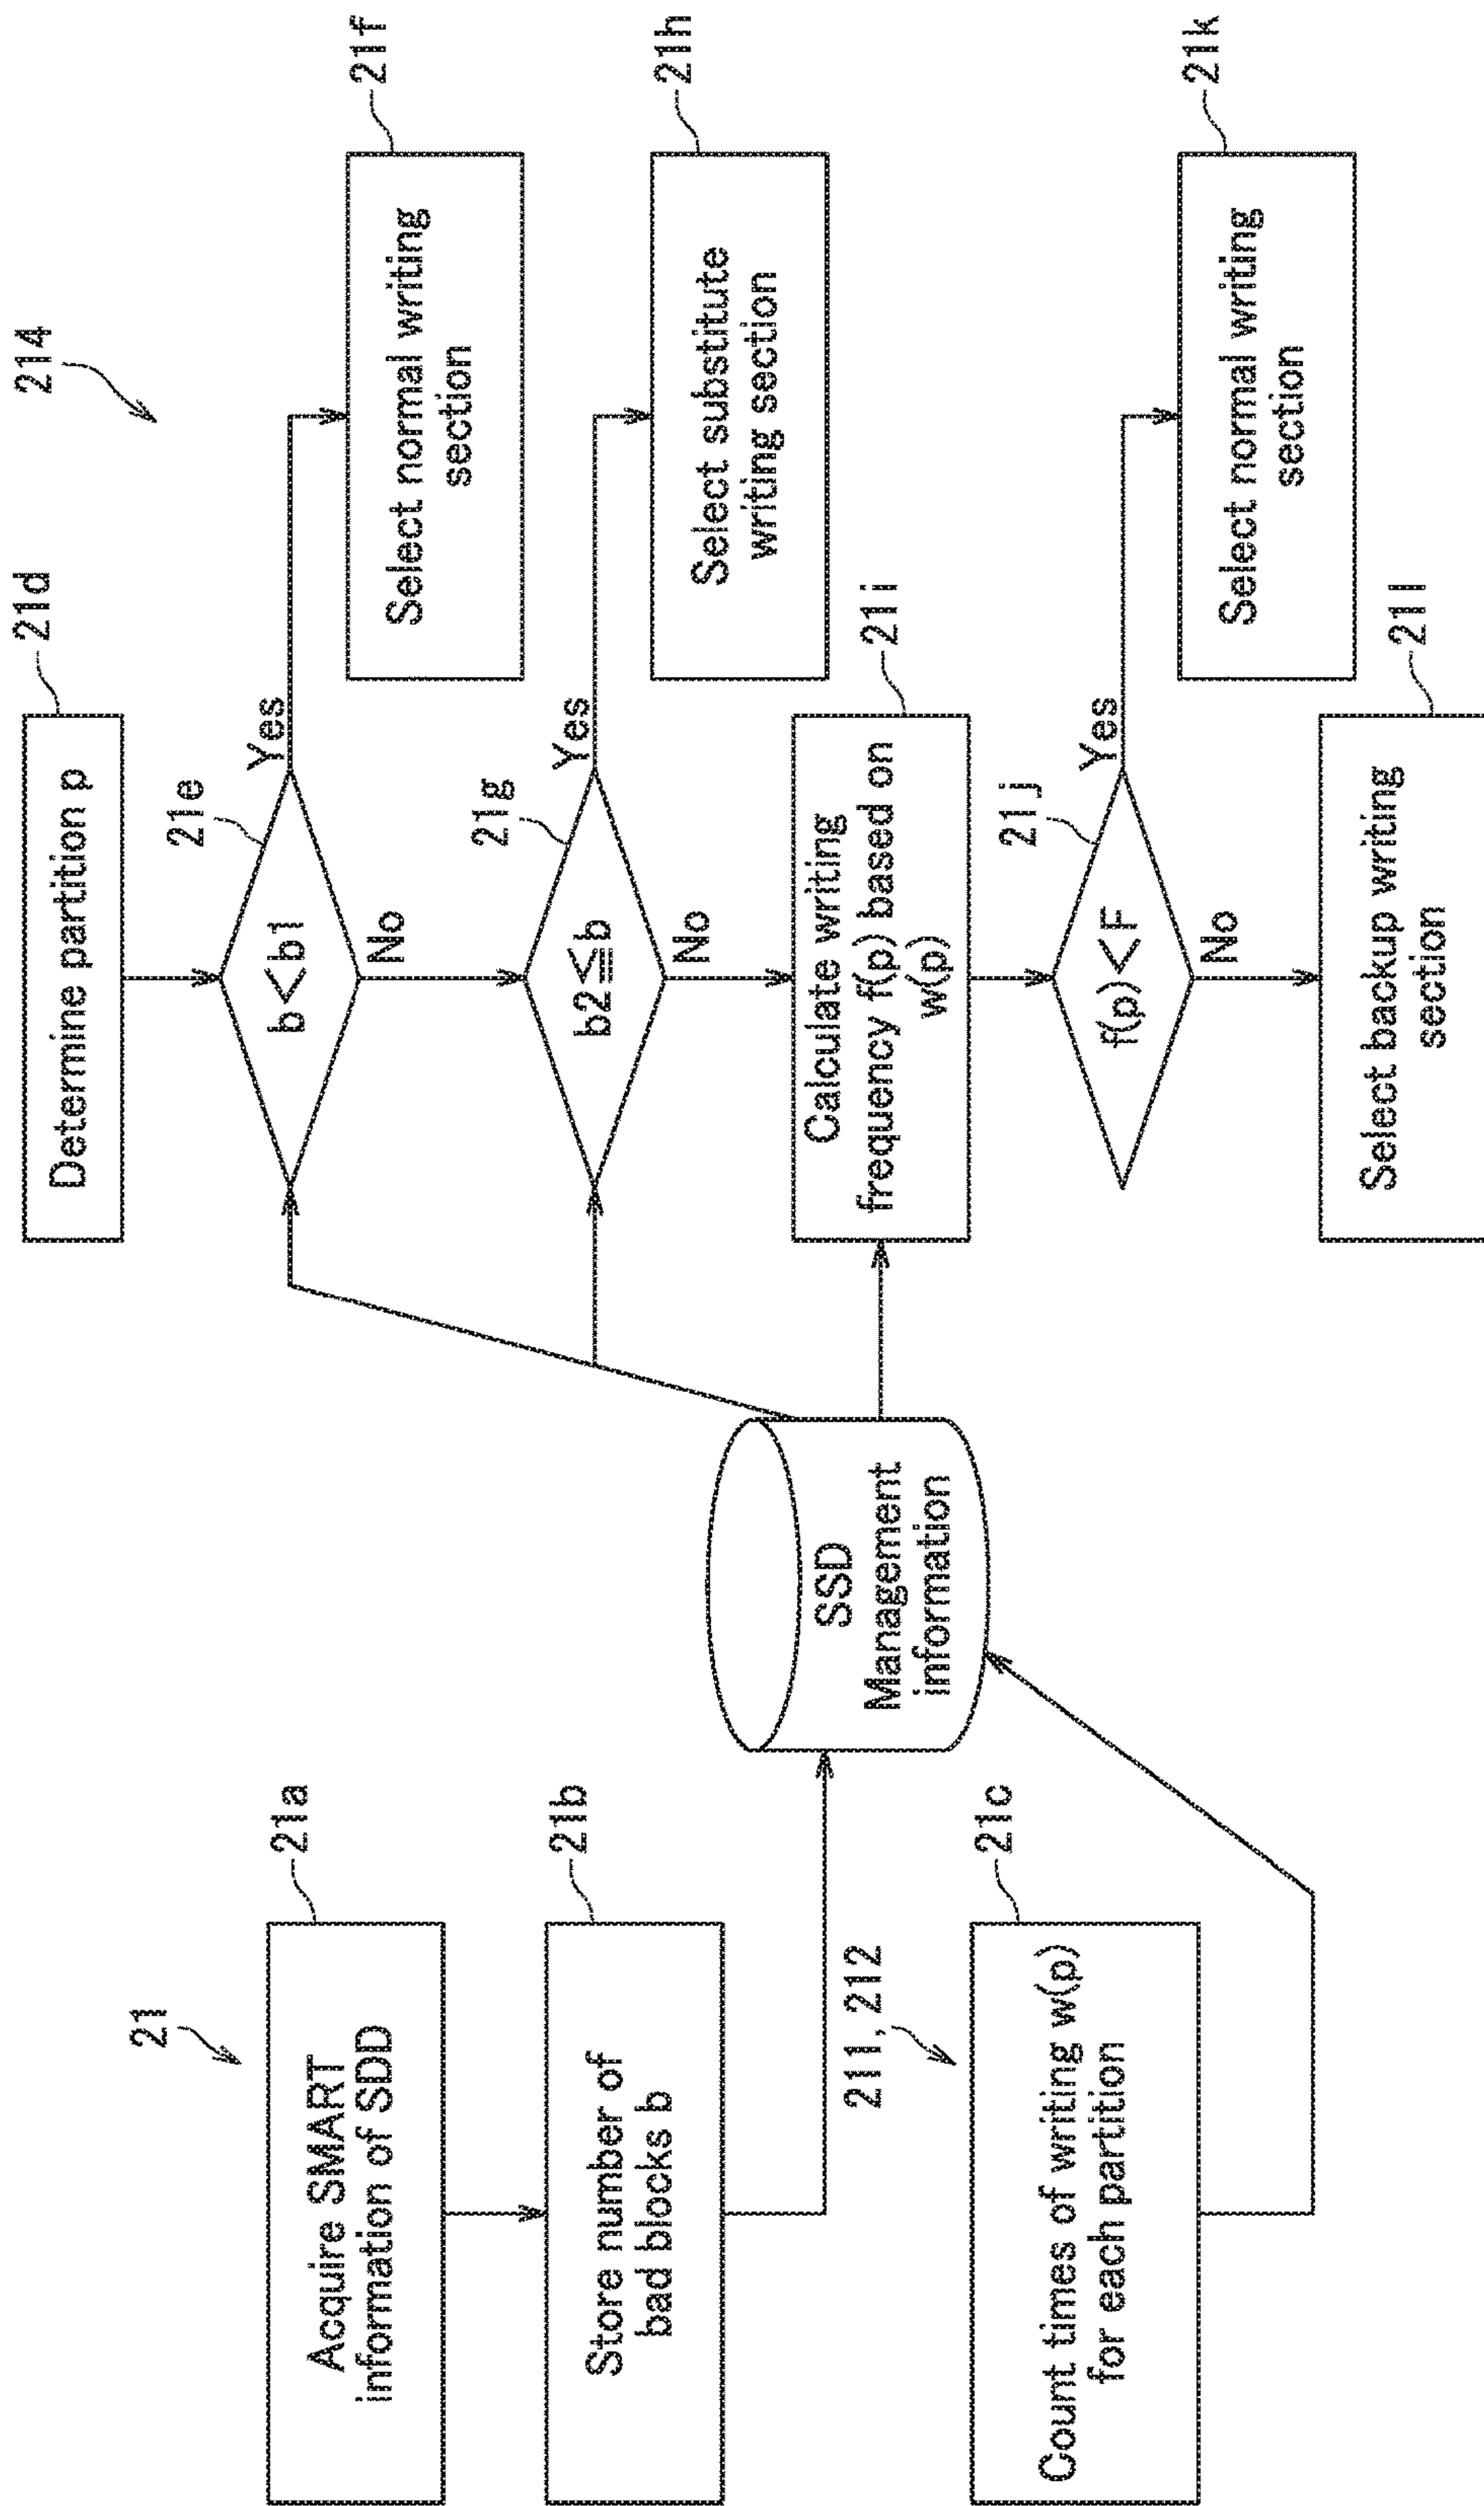 21
Acquire SMART
information of SDD
21a
Store number of
bad blocks b
21b
211, 212
Count times of writing w(p)
for each partition
21c
SSD
Management
information
214
Determine partition p
21d
b<b1
21e
Yes
No
Select normal writing
section
21f
b2≦b
21g
Yes
No
Select substitute
writing section
21h
Calculate writing
frequency f(p) based on
w(p)
21i
f(p)<F
21j
Yes
No
Select normal writing
section
21k
Select backup writing
section
21l